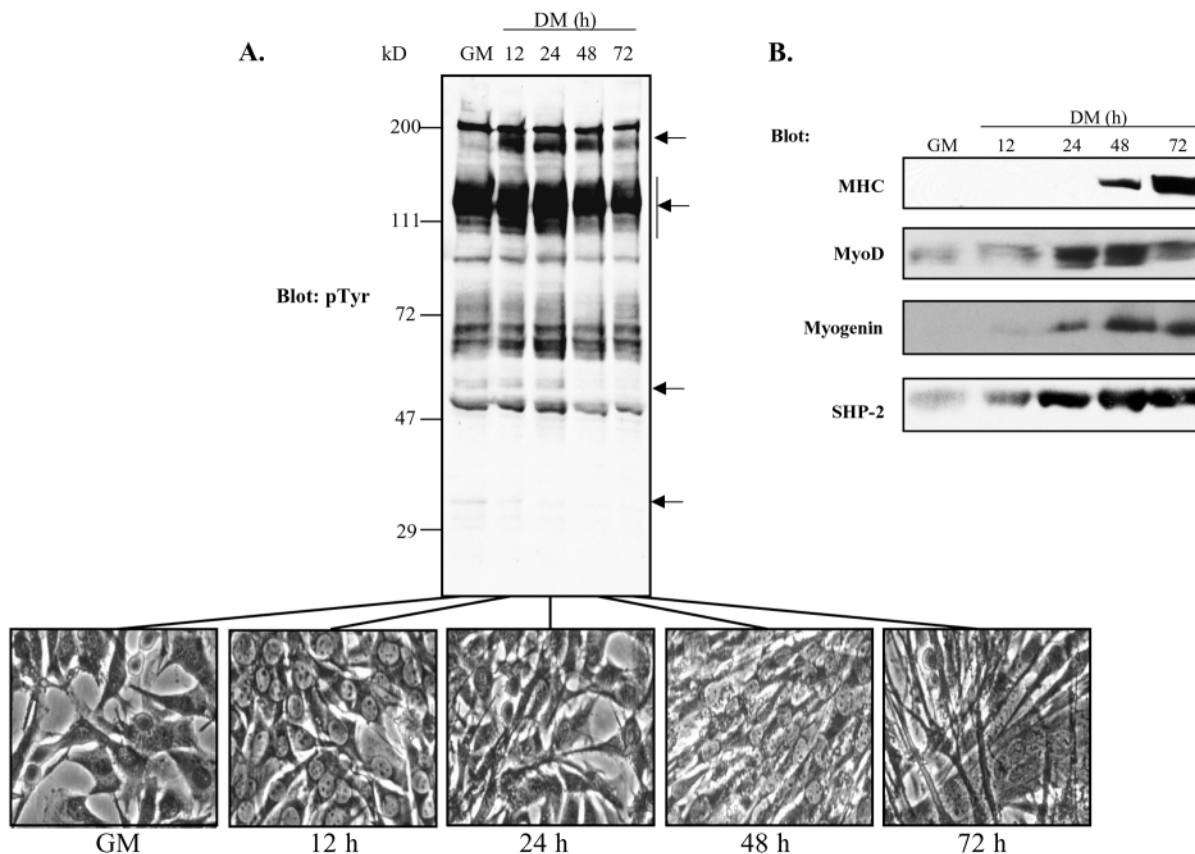 A.
kD
DM (h)
GM 12 24 48 72
200
111
72
47
29
Blot: pTyr
B.
Blot:
DM (h)
GM 12 24 48 72
MHC
MyoD
Myogenin
SHP-2
GM 12 h 24 h 48 h 72 h